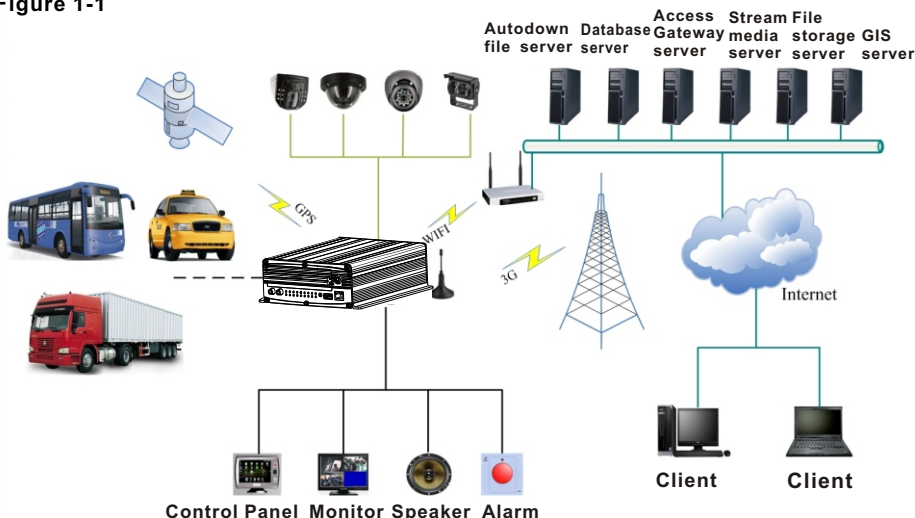 Figure 1-1
Autodown
file server
Database
server
Access
Gateway
server
Stream
media
server
File
storage
server
GIS
server
GPS
WIFI
3G
Internet
Client
Client
Control Panel
Monitor
Speaker
Alarm